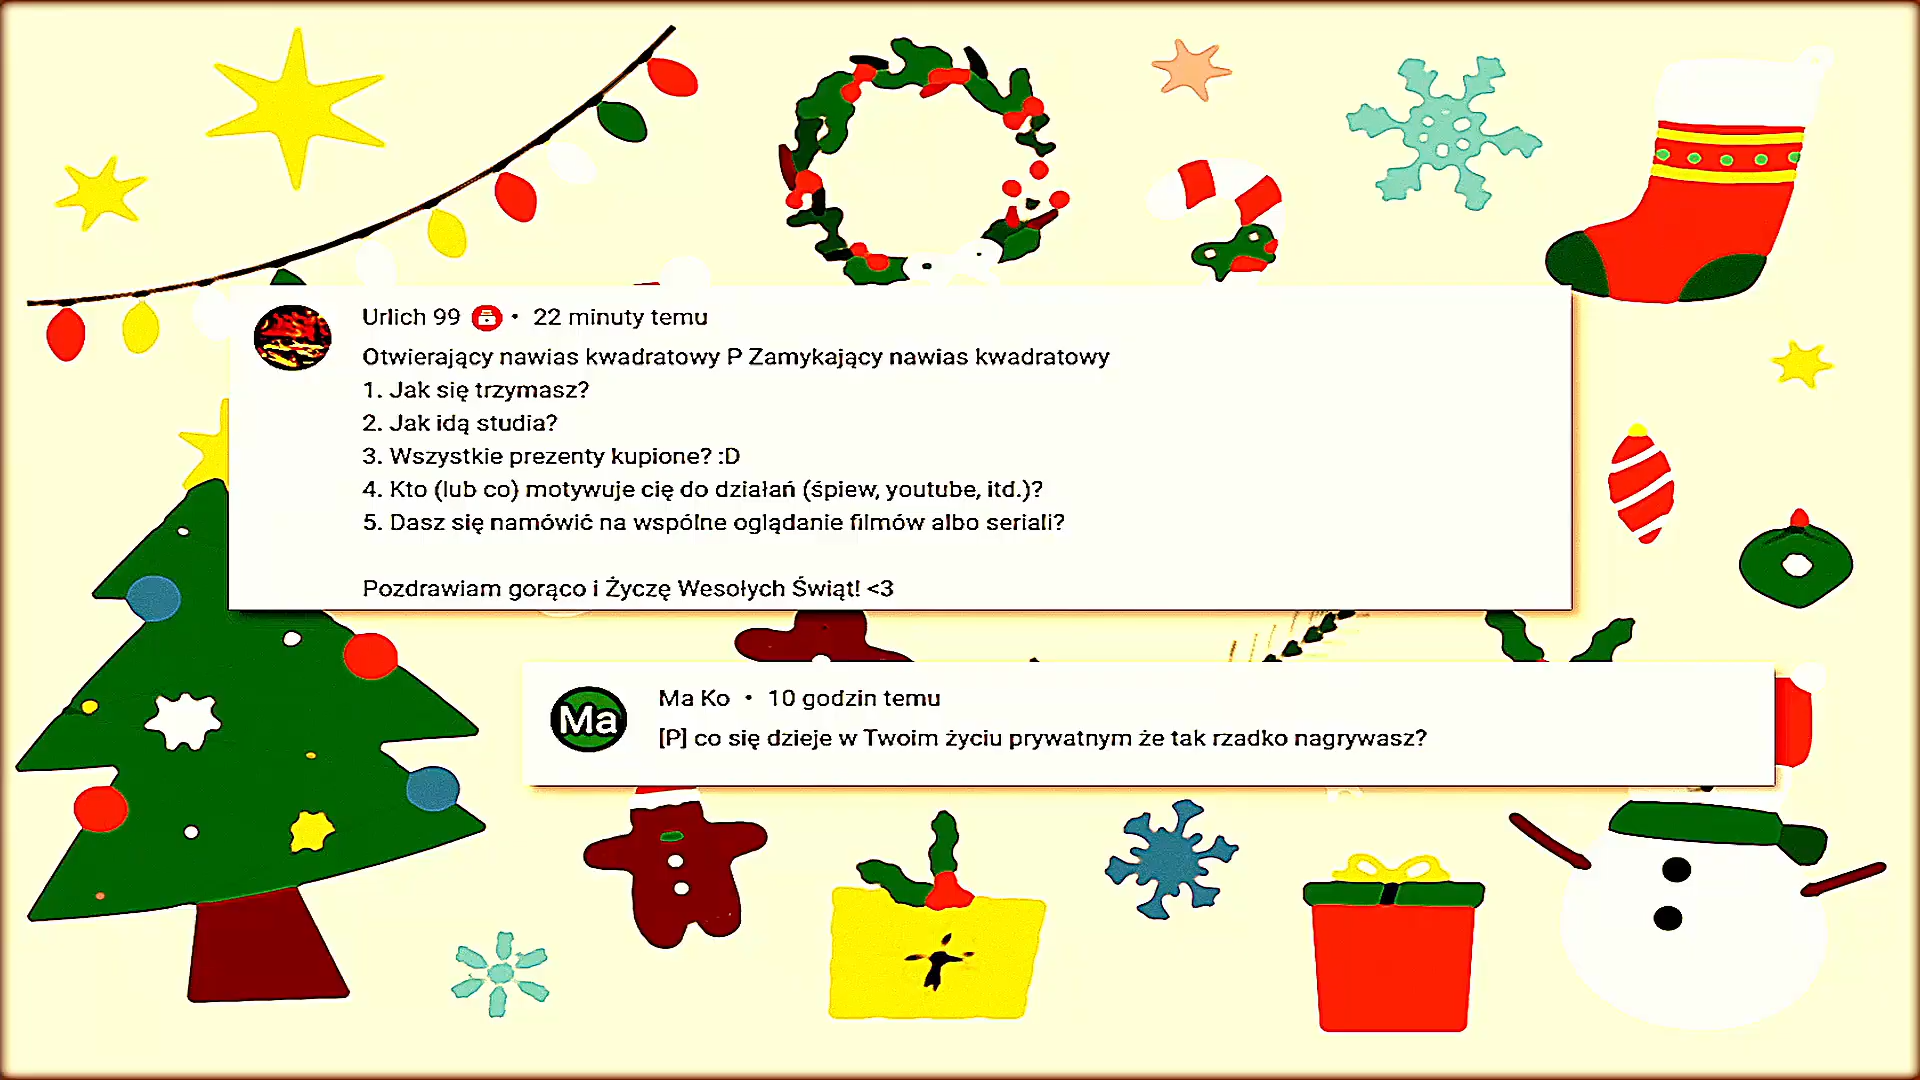 Urlich 99 • 22 minuty temu
Otwierający nawias kwadratowy P Zamykający nawias kwadratowy
1. Jak się trzymasz?
2. Jak idą studia?
3. Wszystkie prezenty kupione? :D
4. Kto (lub co) motywuje cię do działań (śpiew, youtube, itd.)?
5. Dasz się namówić na wspólne oglądanie filmów albo seriali?
Pozdrawiam gorąco i Życzę Wesołych Świąt! <3
Ma
Ma Ko • 10 godzin temu
[P] co się dzieje w Twoim życiu prywatnym że tak rzadko nagrywasz?